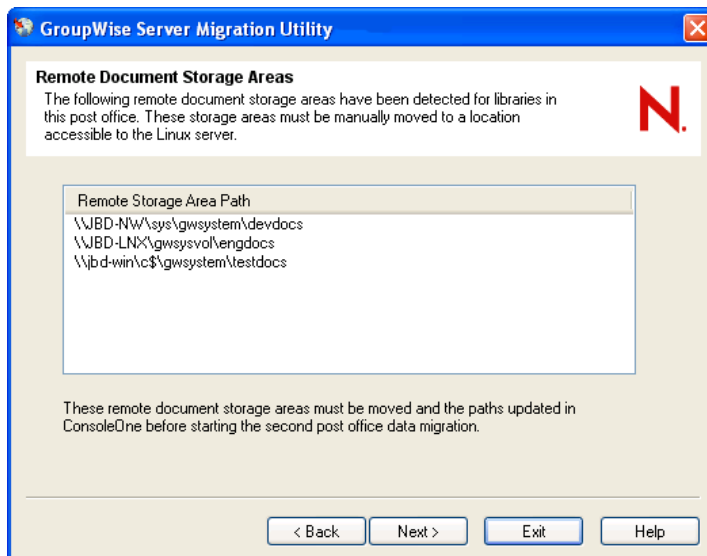 GroupWise Server Migration Utility
Remote Document Storage Areas
The following remote document storage areas have been detected for libraries in
this post office. These storage areas must be manually moved to a location
accessible to the Linux server.
N.
Remote Storage Area Path
\\JBD-NW\sys\gwsystem\devdocs
\\JBD-LNX\gwsysvol\engdocs
\\jbd-win\c$\gwsystem\testdocs
These remote document storage areas must be moved and the paths updated in
ConsoleOne before starting the second post office data migration.
< Back Next > Exit Help